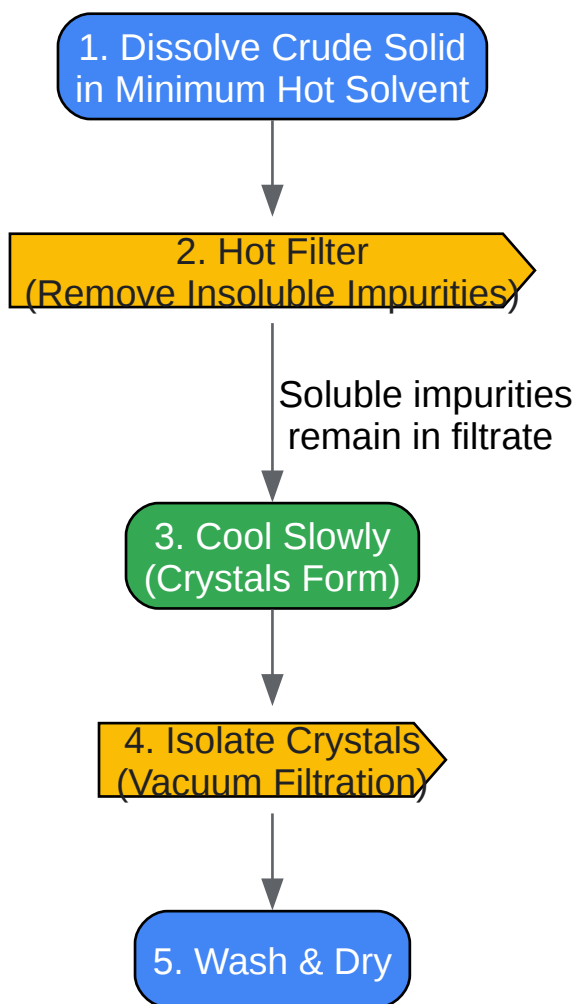 1. Dissolve Crude Solid
in Minimum Hot Solvent
2. Hot Filter
(Remove Insoluble Impurities)
Soluble impurities
remain in filtrate
3. Cool Slowly
(Crystals Form)
4. Isolate Crystals
(Vacuum Filtration)
5. Wash & Dry